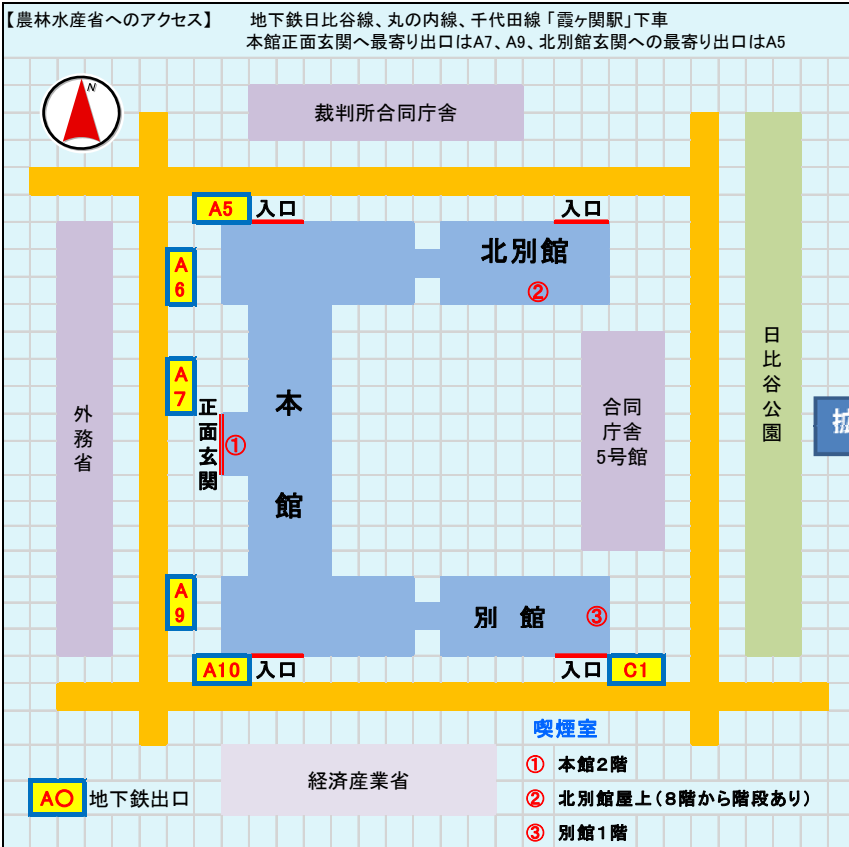 【農林水産省へのアクセス】 地下鉄日比谷線、丸の内線、千代田線「霞ヶ関駅」下車
本館正面玄関へ最寄り出口はA7、A9、北別館玄関への最寄り出口はA5
N
裁判所合同庁舎
A5 入口
入口
北別館
②
A6
A7
正面玄関
①
本館
外務省
合同
庁舎
5号館
日比谷公園
拡
A9
別館
③
A10 入口
入口 C1
喫煙室
① 本館2階
② 北別館屋上(8階から階段あり)
③ 別館1階
経済産業省
A〇 地下鉄出口